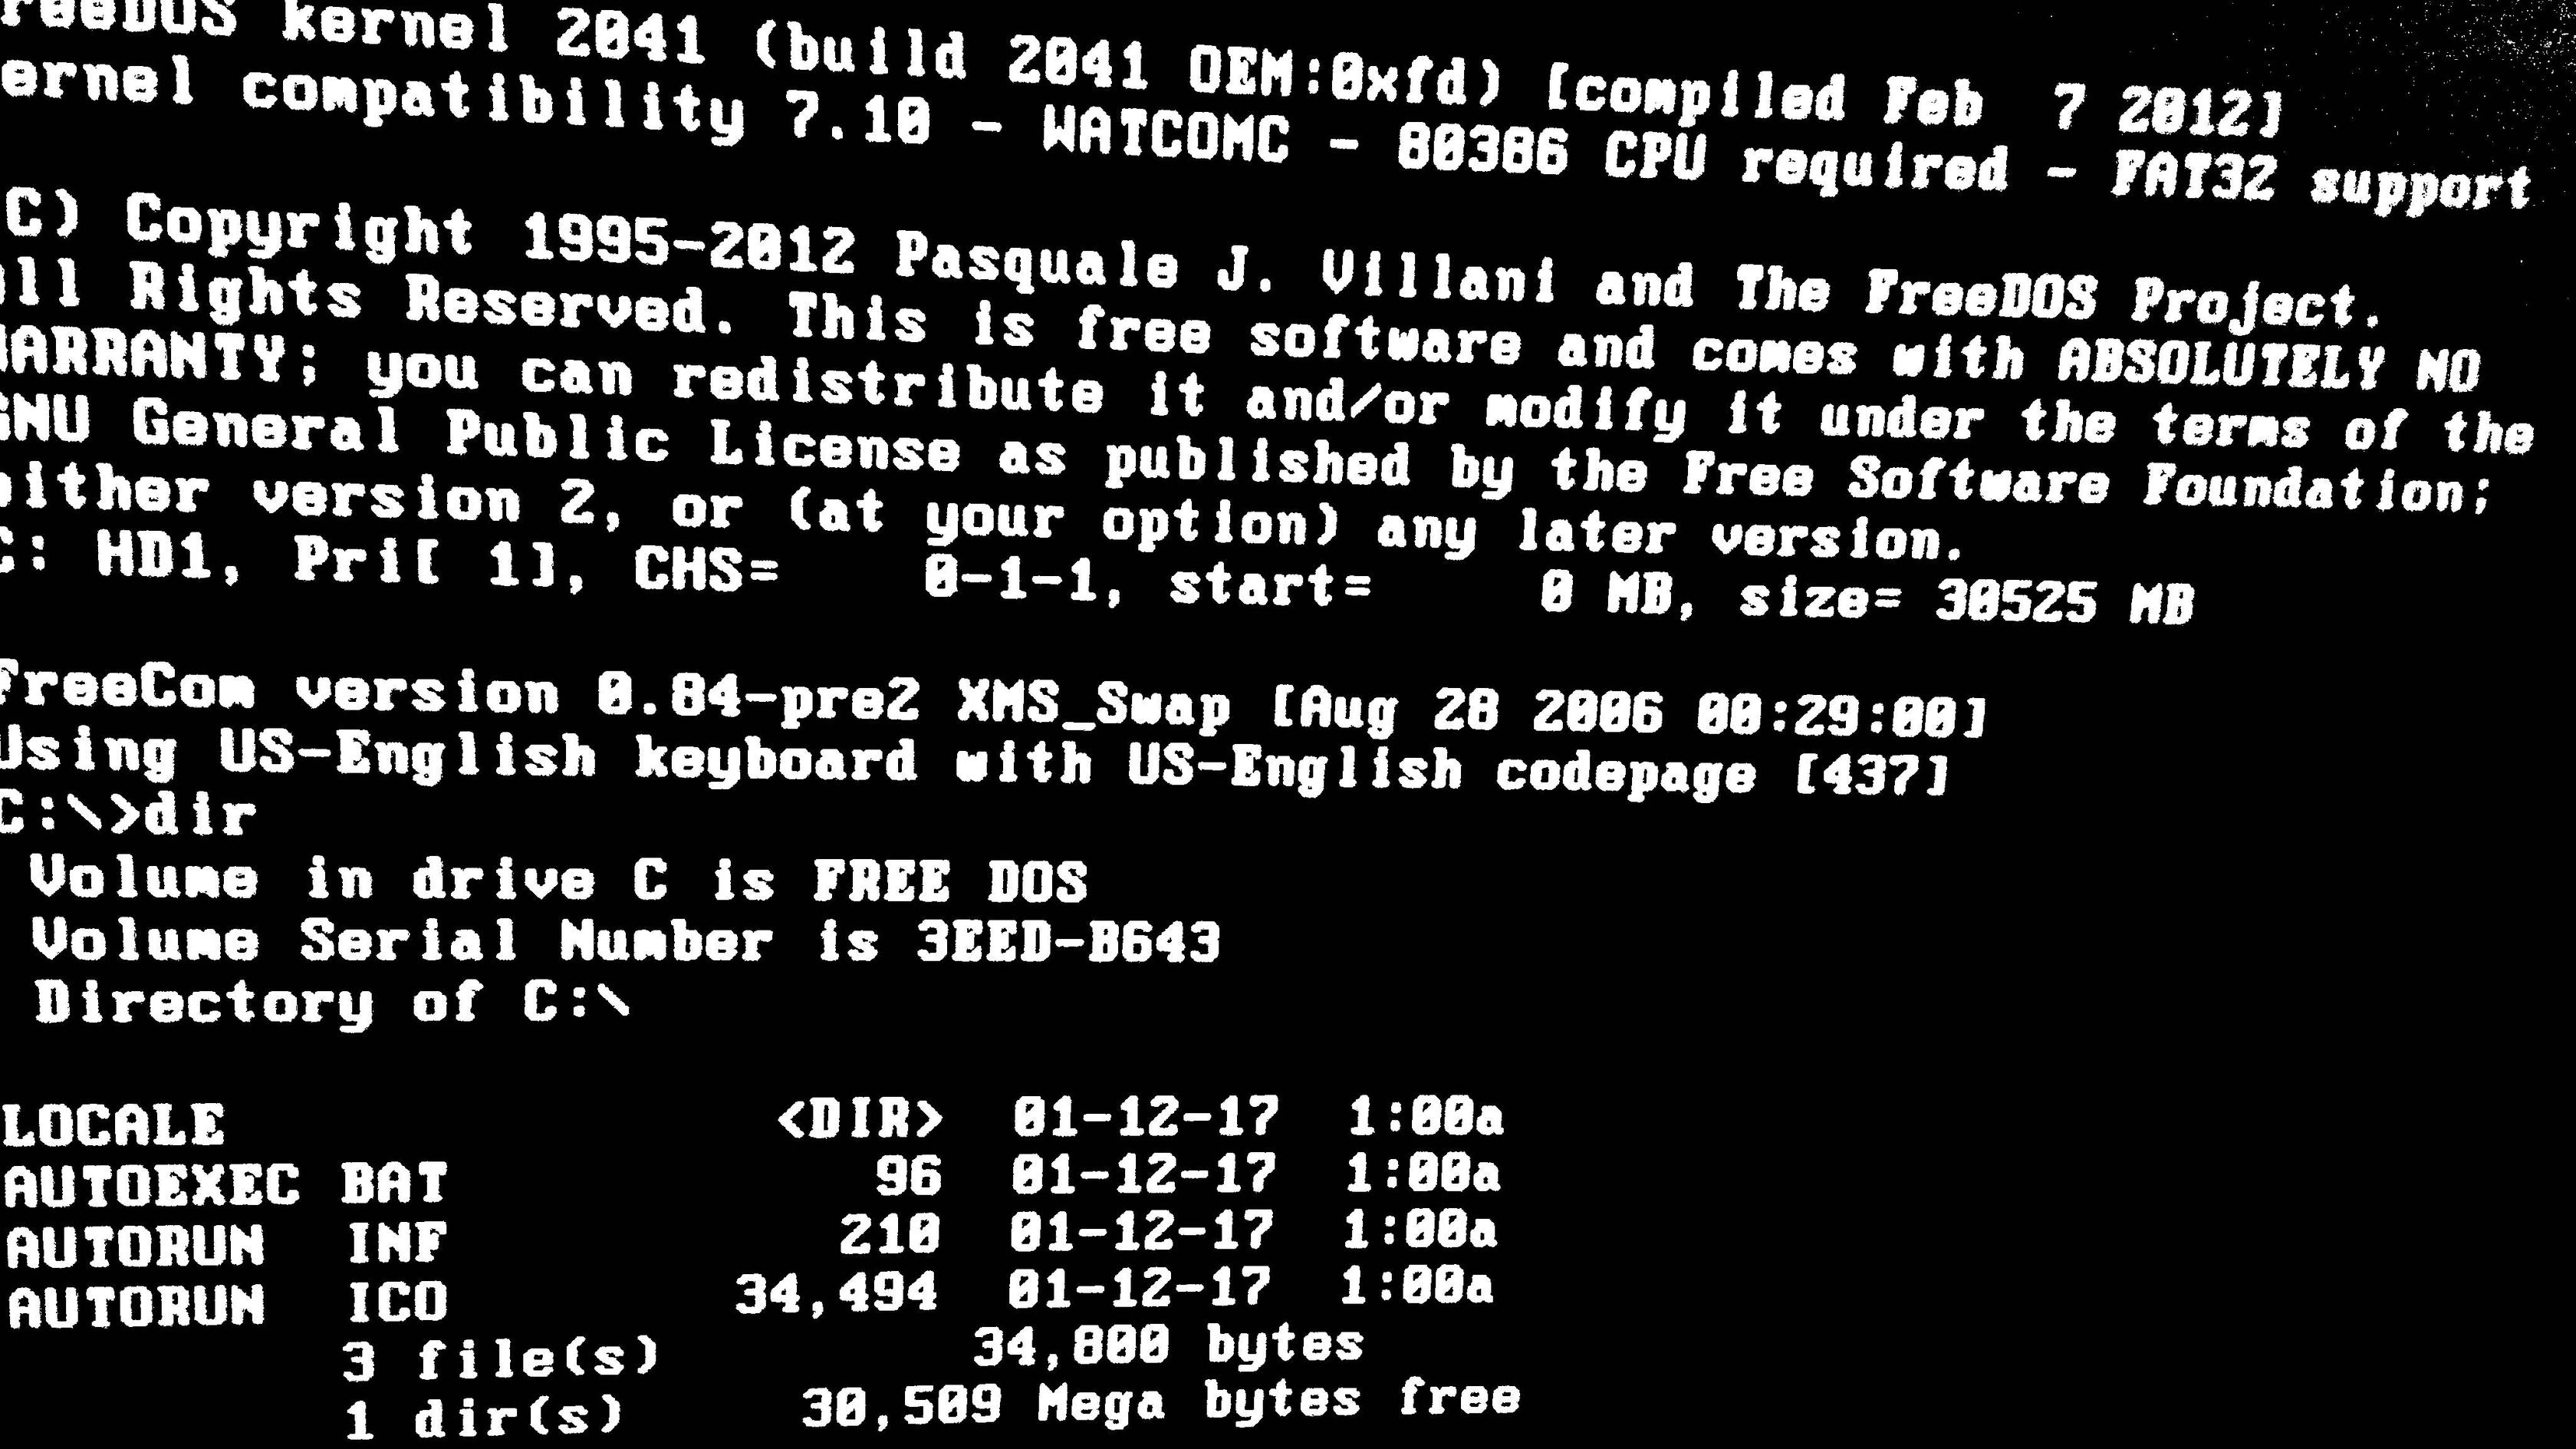 reeDOS kernel 2041 (build 2041 OEM:0xfd) [compiled Feb  7 2012]
ernel compatibility 7.10 - WATCOMC - 80386 CPU required - FAT32 support

C) Copyright 1995-2012 Pasquale J. Villani and The FreeDOS Project.
All Rights Reserved. This is free software and comes with ABSOLUTELY NO
WARRANTY; you can redistribute it and/or modify it under the terms of the
GNU General Public License as published by the Free Software Foundation;
either version 2, or (at your option) any later version.
C: HD1, Pri[ 1], CHS=    0-1-1, start=     0 MB, size= 30525 MB

FreeCom version 0.84-pre2 XMS_Swap [Aug 28 2006 00:29:00]
Using US-English keyboard with US-English codepage [437]
C:\>dir
 Volume in drive C is FREE DOS
 Volume Serial Number is 3EED-B643
 Directory of C:\

LOCALE               <DIR>  01-12-17  1:00a
AUTOEXEC BAT            96  01-12-17  1:00a
AUTORUN  INF           210  01-12-17  1:00a
AUTORUN  ICO        34,494  01-12-17  1:00a
         3 file(s)         34,800 bytes
         1 dir(s)     30,509 Mega bytes free